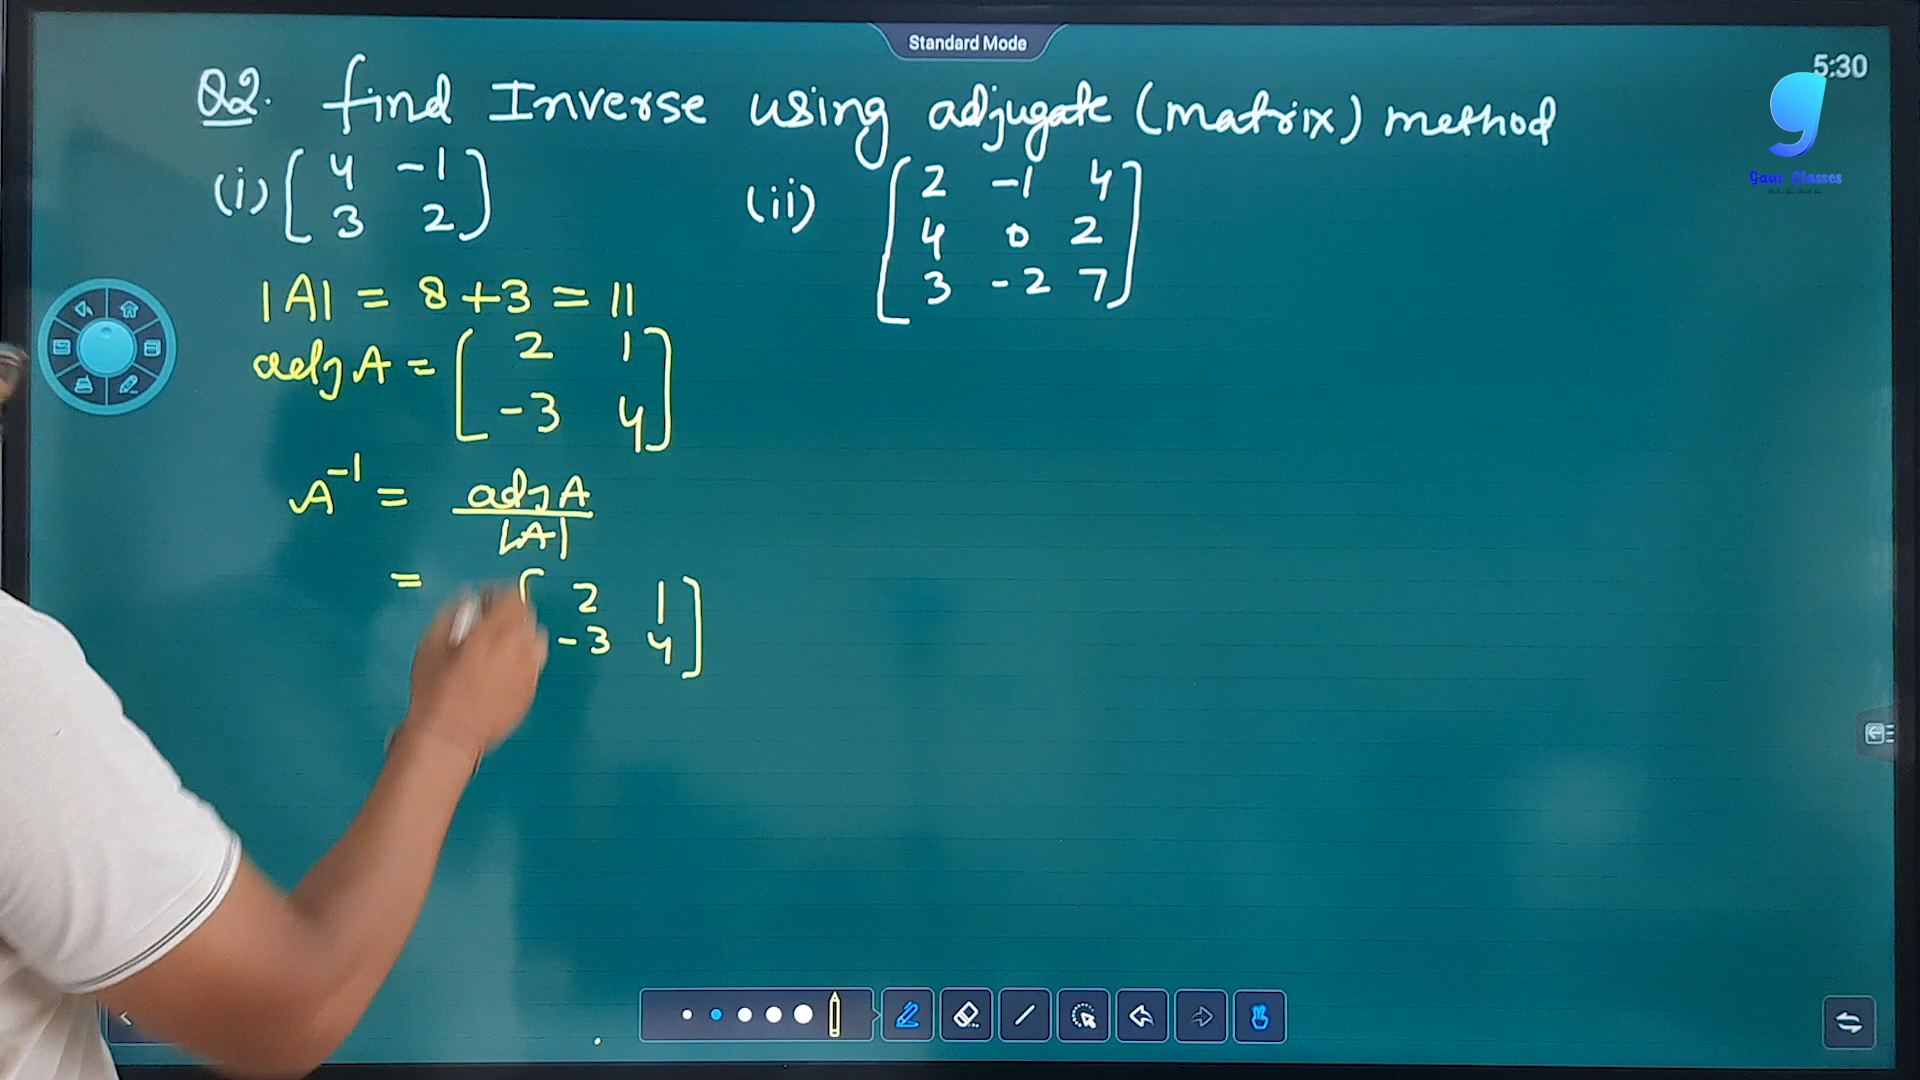 Standard Mode
5:30
Q2. find Inverse using adjugate (matrix) method
(i) [4 -1
3 2]
(ii) [2 -1 4
4 0 2
3 -2 7]
Gaur Classes
|A| = 8 + 3 = 11
adj A = [2 1
-3 4]
A⁻¹ = adj A
|A|
= [2 1
-3 4]